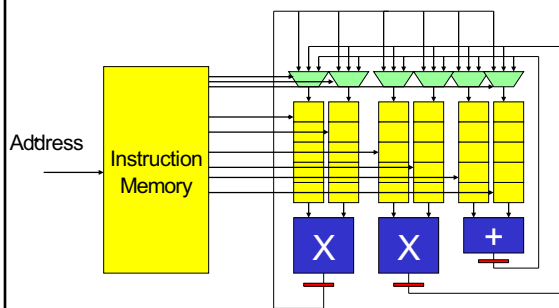 Address
Instruction
Memory
X
X
+